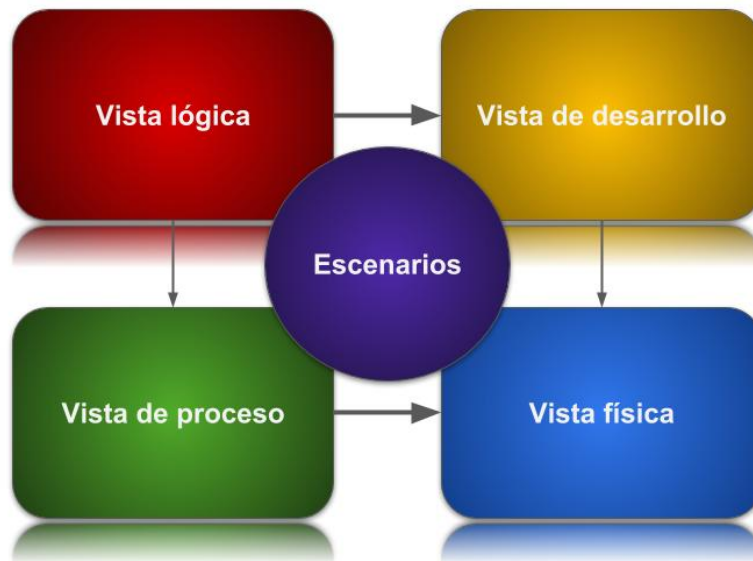 Vista lógica
Vista de desarrollo
Escenarios
Vista de proceso
Vista física